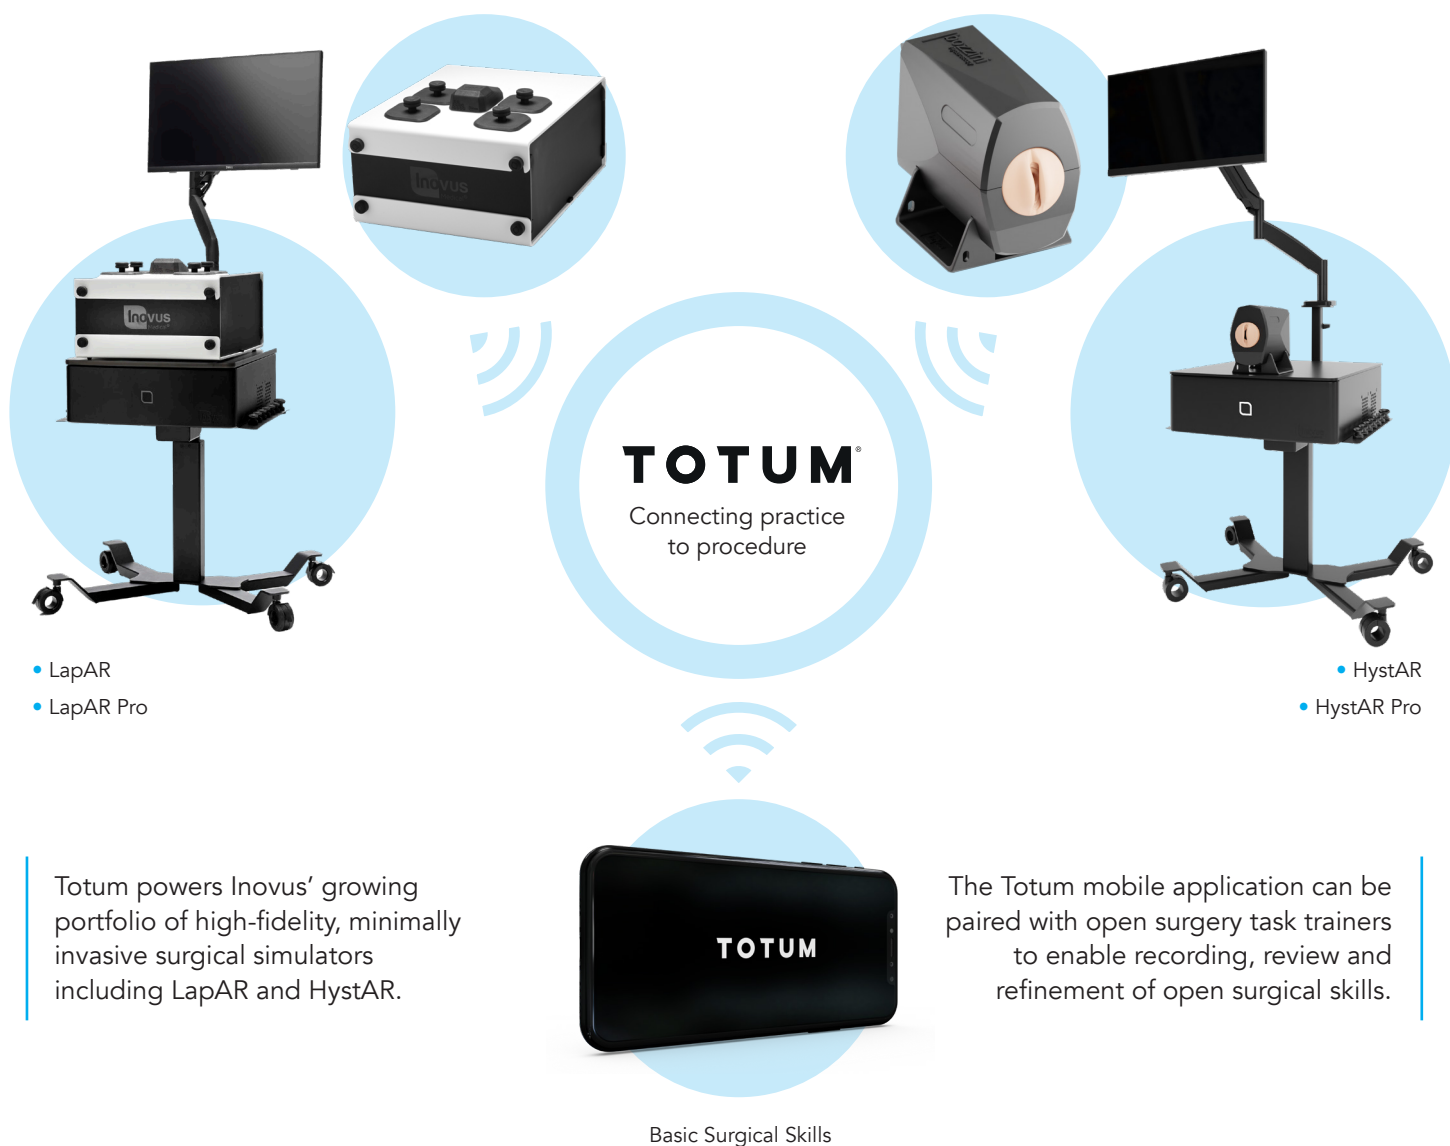 bozzini
Inovus
Inovus
TOTUM®
Connecting practice
to procedure
• LapAR
• LapAR Pro
• HystAR
• HystAR Pro
Totum powers Inovus’ growing
portfolio of high-fidelity, minimally
invasive surgical simulators
including LapAR and HystAR.
TOTUM
The Totum mobile application can be
paired with open surgery task trainers
to enable recording, review and
refinement of open surgical skills.
Basic Surgical Skills